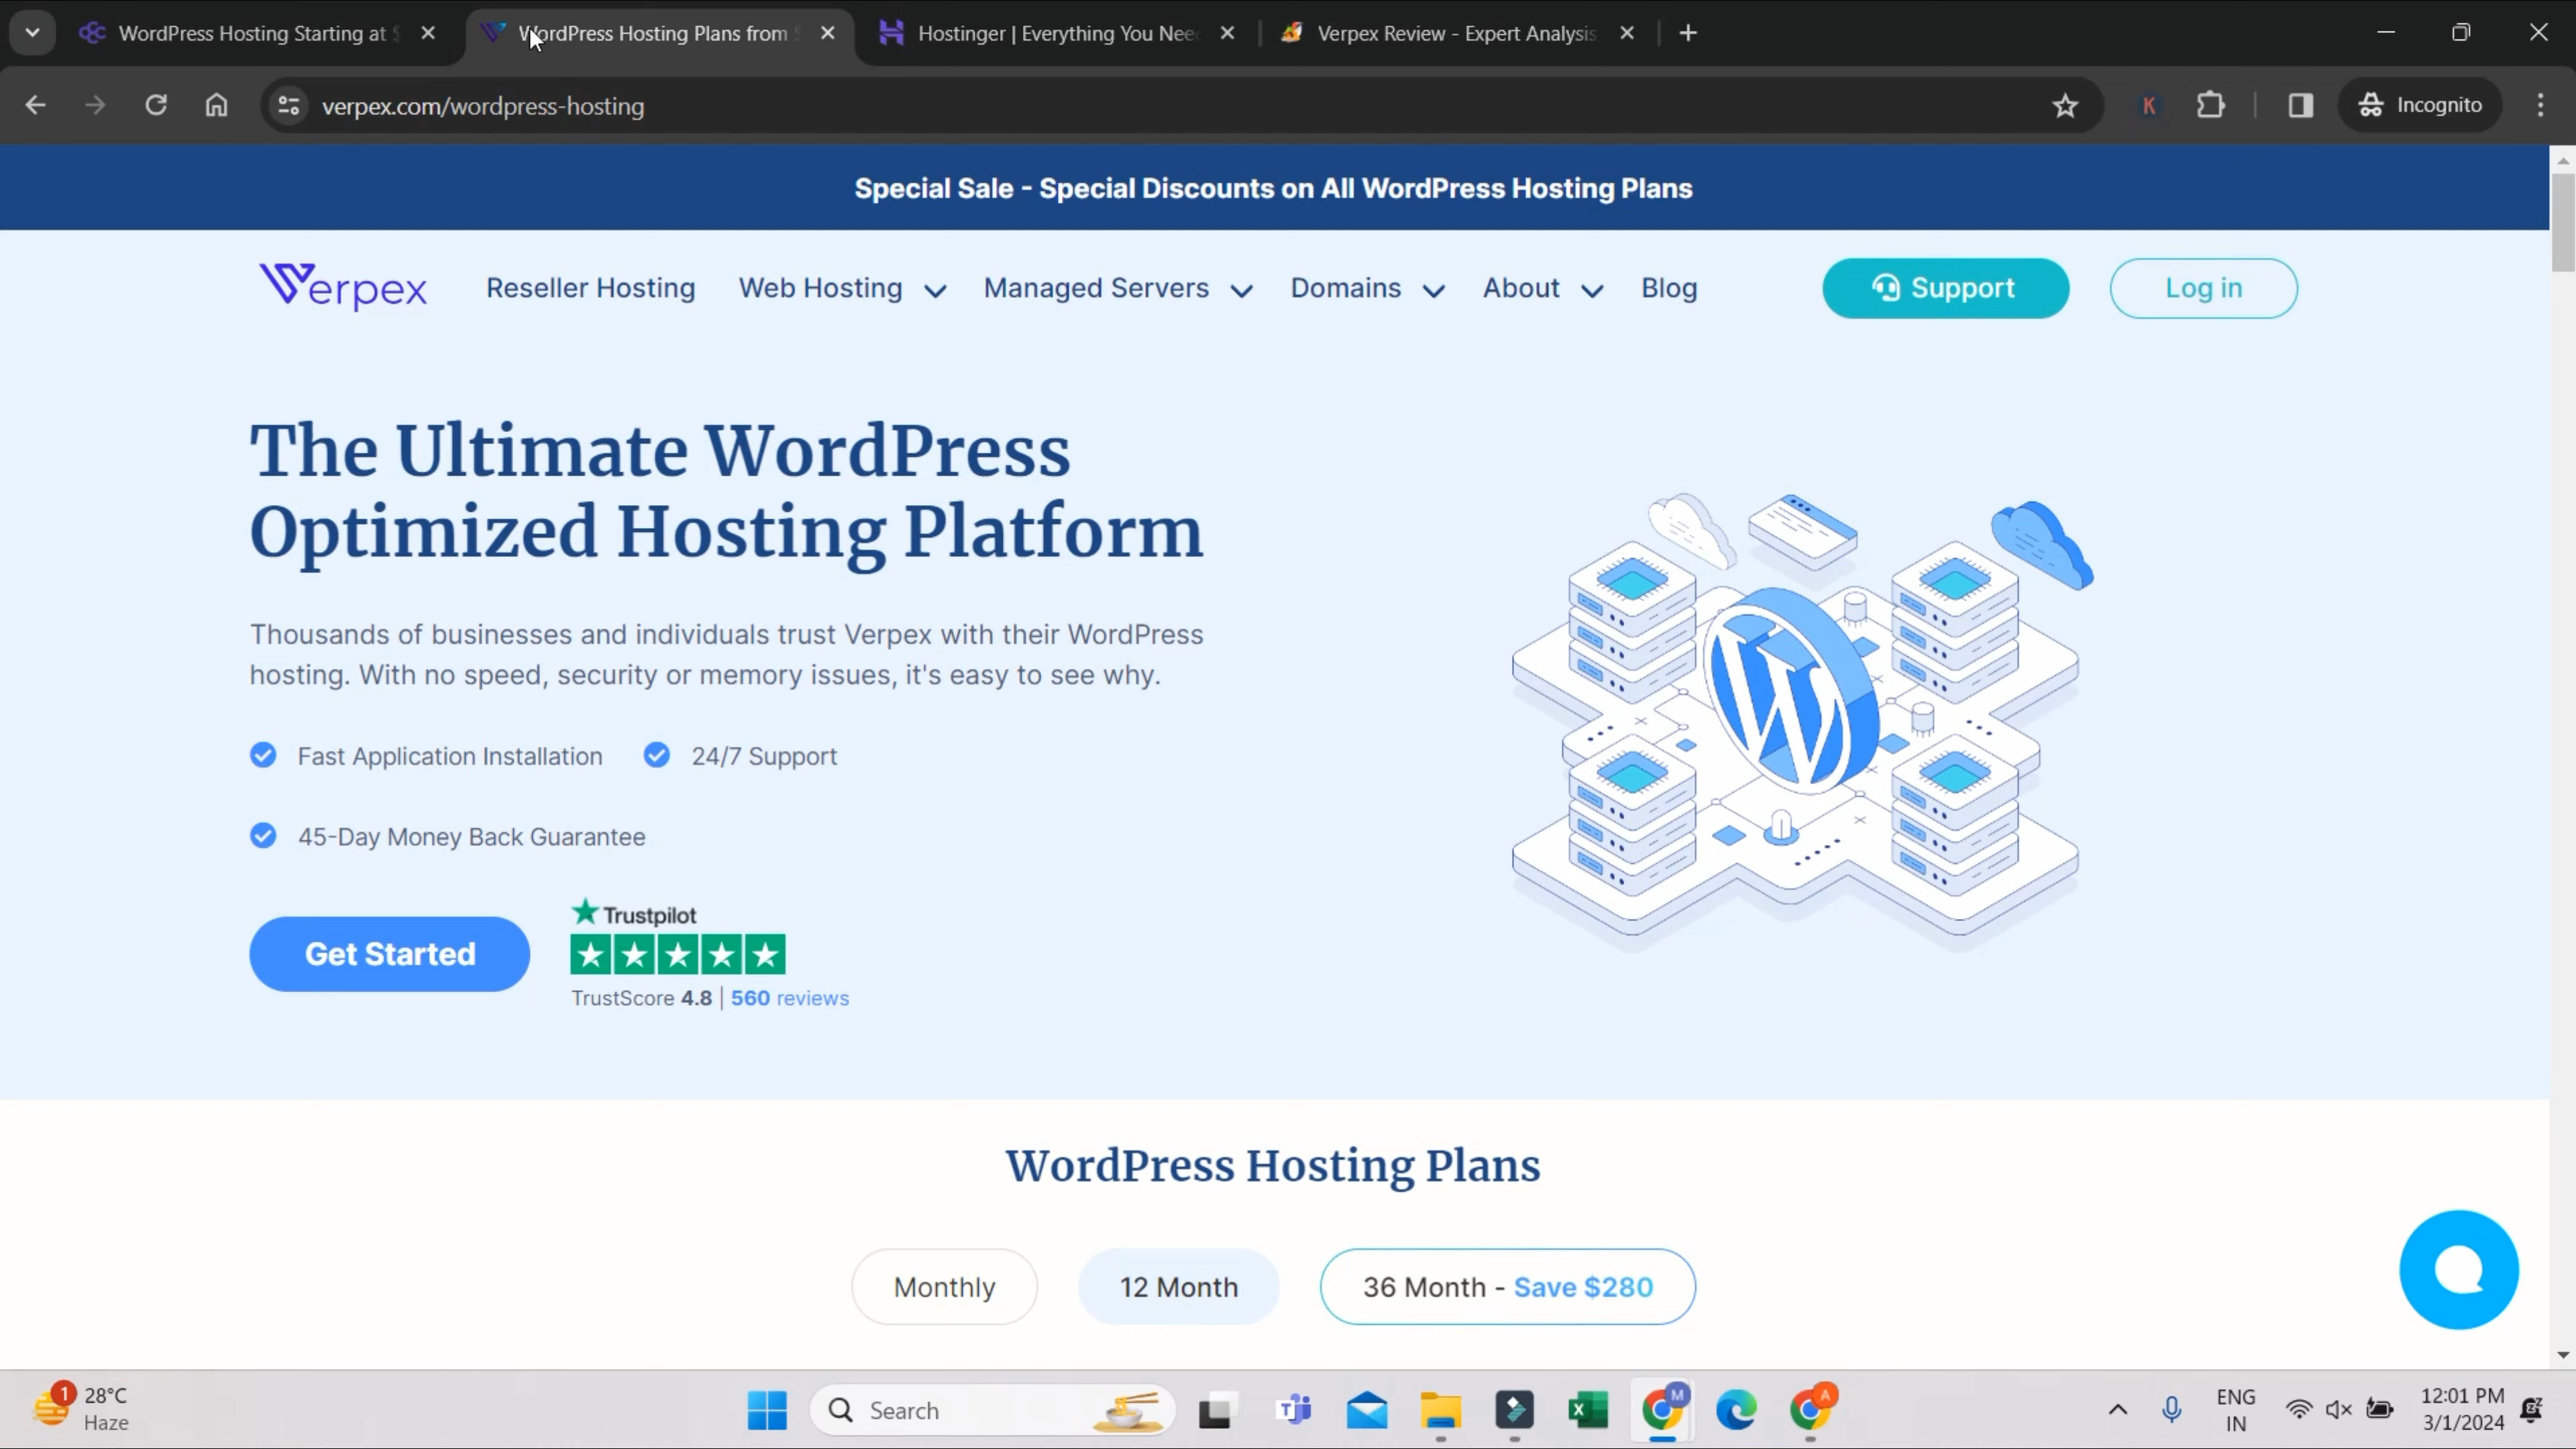 WordPress Hosting Starting at
WordPress Hosting Plans from
Hostinger | Everything You Nee
Verpex Review - Expert Analysis
verpex.com/wordpress-hosting
K
Incognito
Special Sale - Special Discounts on All WordPress Hosting Plans
Verpex
Reseller Hosting
Web Hosting
Managed Servers
Domains
About
Blog
Support
Log in
The Ultimate WordPress
Optimized Hosting Platform
Thousands of businesses and individuals trust Verpex with their WordPress
hosting. With no speed, security or memory issues, it's easy to see why.
Fast Application Installation
24/7 Support
45-Day Money Back Guarantee
Get Started
Trustpilot
TrustScore 4.8 | 560 reviews
WordPress Hosting Plans
Monthly
12 Month
36 Month - Save $280
1
28°C
Haze
Search
M
A
ENG
IN
12:01 PM
3/1/2024